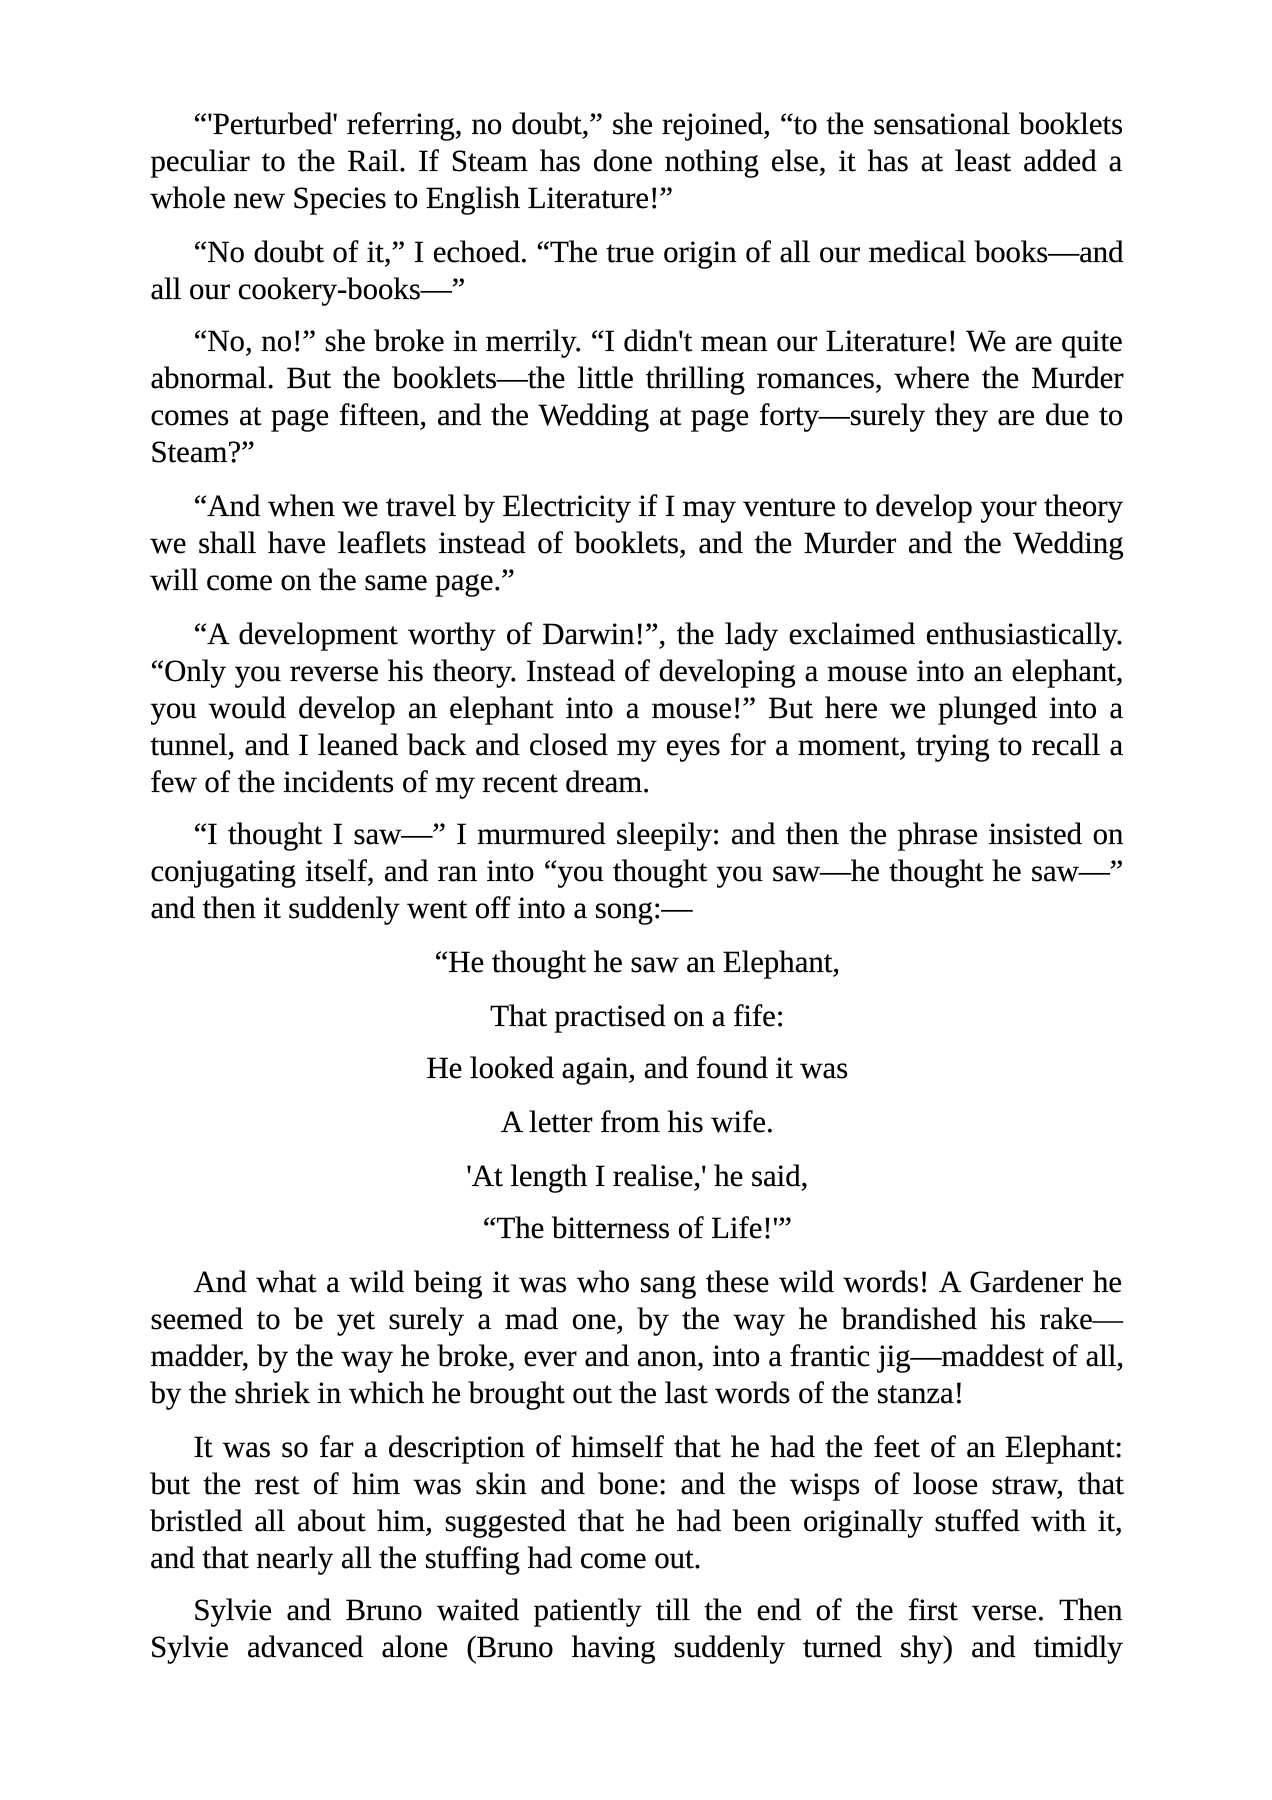 “'Perturbed' referring, no doubt,” she rejoined, “to the sensational booklets
peculiar to the Rail. If Steam has done nothing else, it has at least added a
whole new Species to English Literature!”
“No doubt of it,” I echoed. “The true origin of all our medical books—and
all our cookery-books—”
“No, no!” she broke in merrily. “I didn't mean our Literature! We are quite
abnormal. But the booklets—the little thrilling romances, where the Murder
comes at page fifteen, and the Wedding at page forty—surely they are due to
Steam?”
“And when we travel by Electricity if I may venture to develop your theory
we shall have leaflets instead of booklets, and the Murder and the Wedding
will come on the same page.”
“A development worthy of Darwin!”, the lady exclaimed enthusiastically.
“Only you reverse his theory. Instead of developing a mouse into an elephant,
you would develop an elephant into a mouse!” But here we plunged into a
tunnel, and I leaned back and closed my eyes for a moment, trying to recall a
few of the incidents of my recent dream.
“I thought I saw—” I murmured sleepily: and then the phrase insisted on
conjugating itself, and ran into “you thought you saw—he thought he saw—”
and then it suddenly went off into a song:—
“He thought he saw an Elephant,
That practised on a fife:
He looked again, and found it was
A letter from his wife.
'At length I realise,' he said,
“The bitterness of Life!'”
And what a wild being it was who sang these wild words! A Gardener he
seemed to be yet surely a mad one, by the way he brandished his rake—
madder, by the way he broke, ever and anon, into a frantic jig—maddest of all,
by the shriek in which he brought out the last words of the stanza!
It was so far a description of himself that he had the feet of an Elephant:
but the rest of him was skin and bone: and the wisps of loose straw, that
bristled all about him, suggested that he had been originally stuffed with it,
and that nearly all the stuffing had come out.
Sylvie and Bruno waited patiently till the end of the first verse. Then
Sylvie advanced alone (Bruno having suddenly turned shy) and timidly